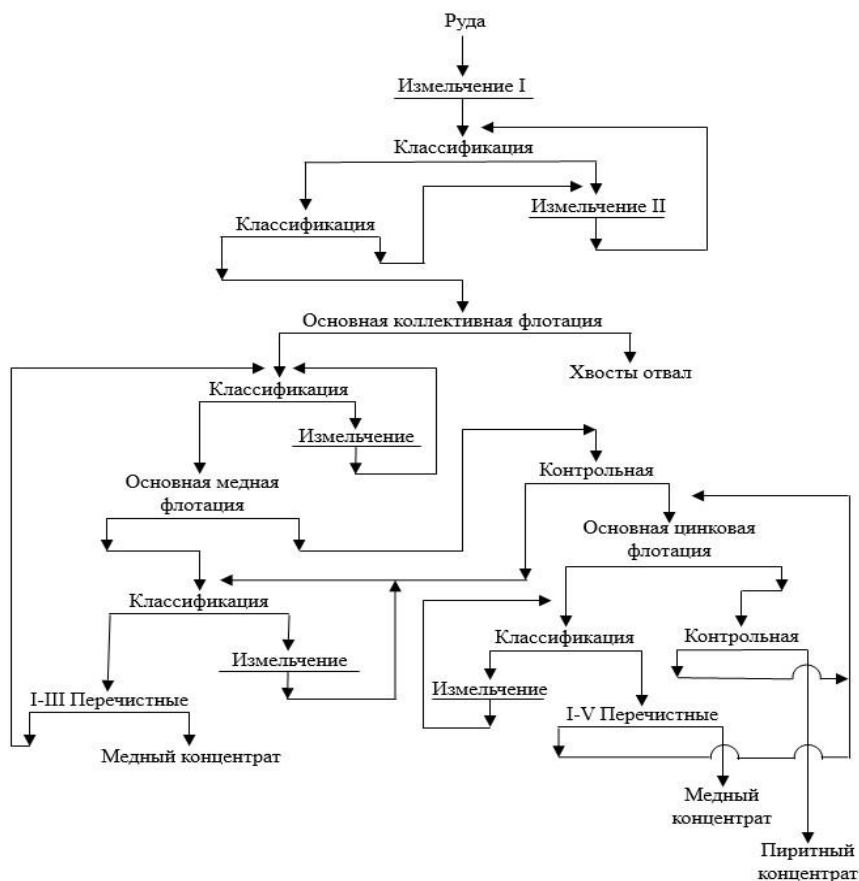 Руда
Измельчение I
Классификация
Измельчение II
Классификация
Основная коллективная флотация
Хвосты отвал
Классификация
Измельчение
Контрольная
Основная медная
флотация
Основная цинковая
флотация
Классификация
Классификация
Контрольная
Измельчение
Измельчение
I-III Перечистные
I-V Перечистные
Медный концентрат
Медный
концентрат
Пиритный
концентрат